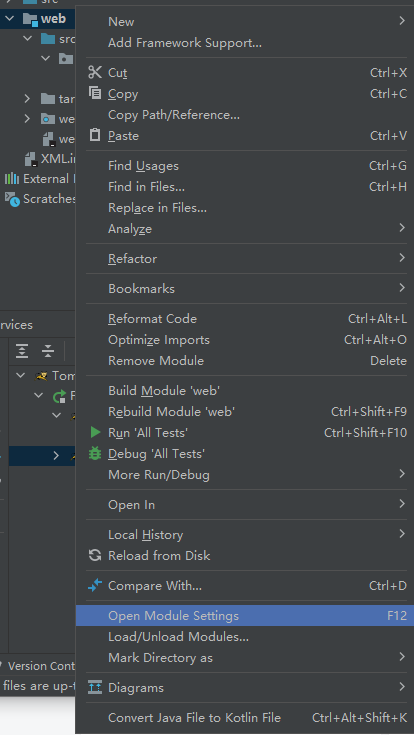 src
web
New
src
Add Framework Support...
Cut Ctrl+X
tar
Copy Ctrl+C
we
Copy Path/Reference...
we
Paste Ctrl+V
XML.im
Find Usages Ctrl+G
External
Find in Files... Ctrl+H
Scratches
Replace in Files...
Analyze
Refactor
Bookmarks
Reformat Code Ctrl+Alt+L
rvices
Optimize Imports Ctrl+Alt+O
Remove Module Delete
Tom
Build Module 'web'
Rebuild Module 'web' Ctrl+Shift+F9
Run 'All Tests' Ctrl+Shift+F10
Debug 'All Tests'
More Run/Debug
Open In
Local History
Reload from Disk
Compare With... Ctrl+D
Open Module Settings F12
Load/Unload Modules...
Mark Directory as
Version Cont
files are up-t
Diagrams
Convert Java File to Kotlin File Ctrl+Alt+Shift+K